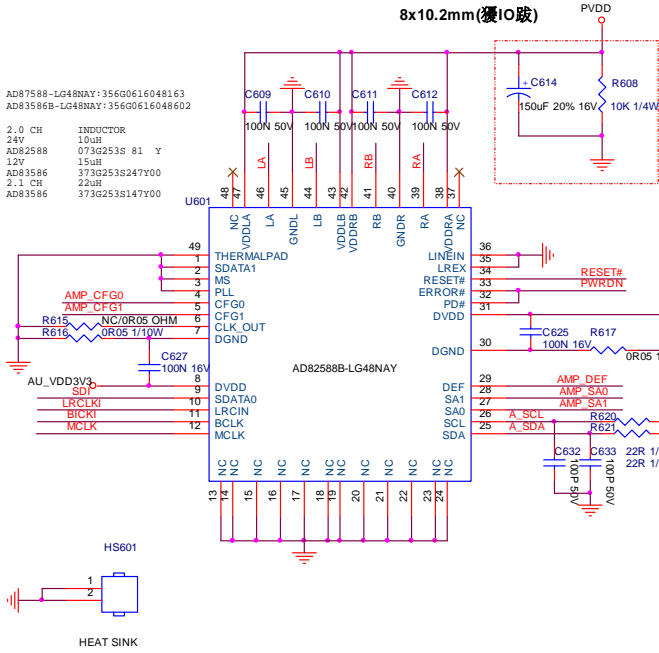 8x10.2mm(獲IO跋)
PVDD
AD87588-LG48NAY:356G0616048163
AD83586B-LG48NAY:356G0616048602
2.0 CH INDUCTOR
24V 10uH
AD82588 073G253S 81 Y
12V 15uH
AD83586 373G253S247Y00
2.1 CH 22uH
AD83586 373G253S147Y00
C609
100N 50V
C610
100N 50V
C611
100N 50V
C612
100N 50V
+ C614
150uF 20% 16V
R608
10K 1/4W
LA
LB
RB
RA
48 47 46 45 44 43 42 41 40 39 38 37
U601
NC VDDLA LA GNDL LB VDDLB VDDRB RB GNDR RA VDDRA NC
49 THERMALPAD
1 SDATA1
2 MS
3 PLL
AMP_CFG0 4 CFG0
AMP_CFG1 5 CFG1
R615 NC/0R05 OHM 6 CLK_OUT
R616 0R05 1/10W 7 DGND
C627
100N 16V
AU_VDD3V3 8 DVDD
SDI 9 SDATA0
LRCLKI 10 LRCIN
BICKI 11 BCLK
MCLK 12 MCLK
AD82588B-LG48NAY
LINEIN 36
LREX 35
RESET# 34 RESET#
ERROR# 33 PWRDN
PD# 32
DVDD 31
C625
100N 16V
R617
0R05 1
DGND 30
DEF 29 AMP_DEF
SA1 28 AMP_SA0
SA0 27 AMP_SA1
SCL 26 A_SCL R620
SDA 25 A_SDA R621
22R 1/
22R 1/
C632
100P 50V
C633
100P 50V
NC NC NC NC NC NC NC NC NC NC NC NC
13 14 15 16 17 18 19 20 21 22 23 24
HS601
1
2
HEAT SINK